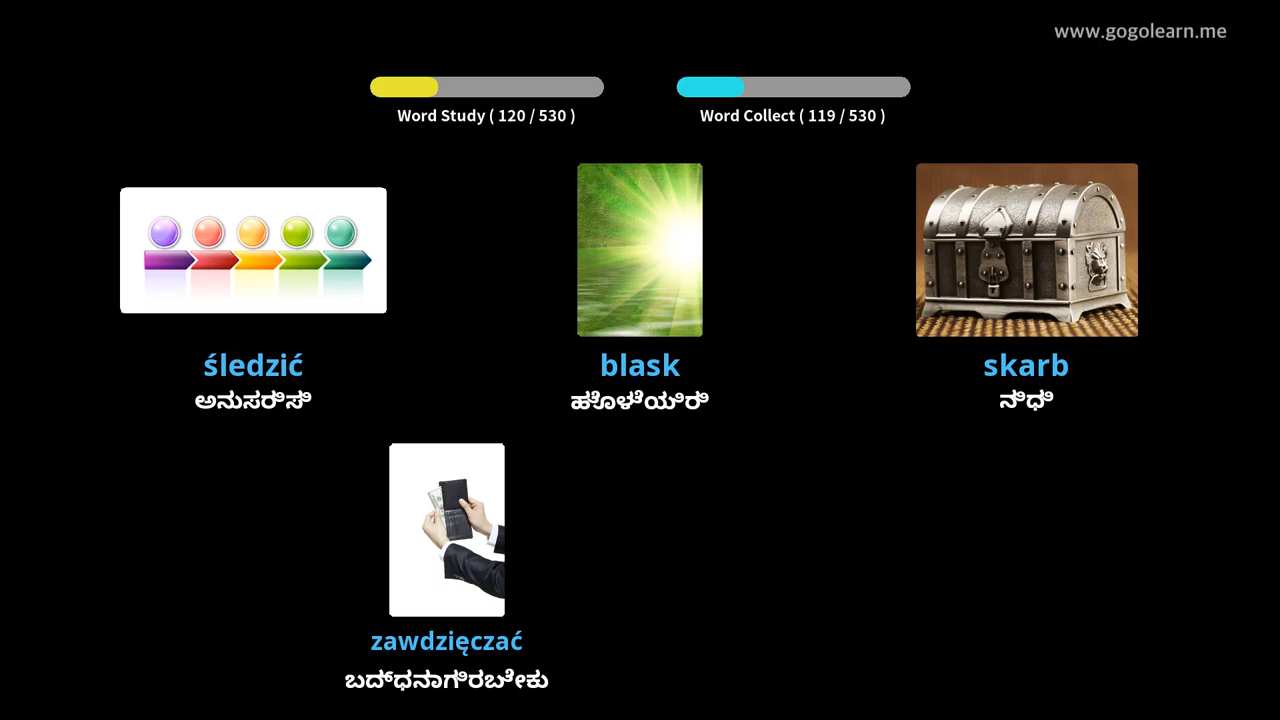 www.gogolearn.me
Word Study ( 120 / 530 )
Word Collect ( 119 / 530 )
śledzić
ಅನುಸರಿಸಿ
blask
ಹೊಳೆಯಿರಿ
skarb
ನಿಧಿ
zawdzięczać
ಬದ್ಧನಾಗಿರಬೇಕು